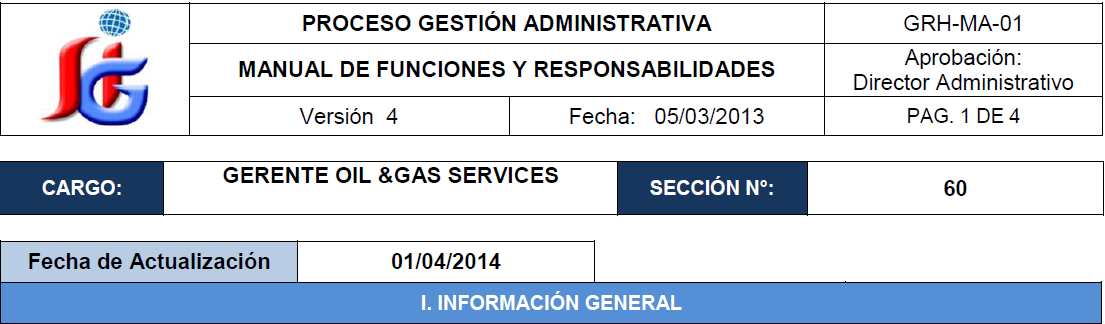 SIG
PROCESO GESTIÓN ADMINISTRATIVA
GRH-MA-01
MANUAL DE FUNCIONES Y RESPONSABILIDADES
Aprobación:
Director Administrativo
Versión 4
Fecha: 05/03/2013
PAG. 1 DE 4
CARGO:
GERENTE OIL &GAS SERVICES
SECCIÓN N°:
60
Fecha de Actualización
01/04/2014
I. INFORMACIÓN GENERAL